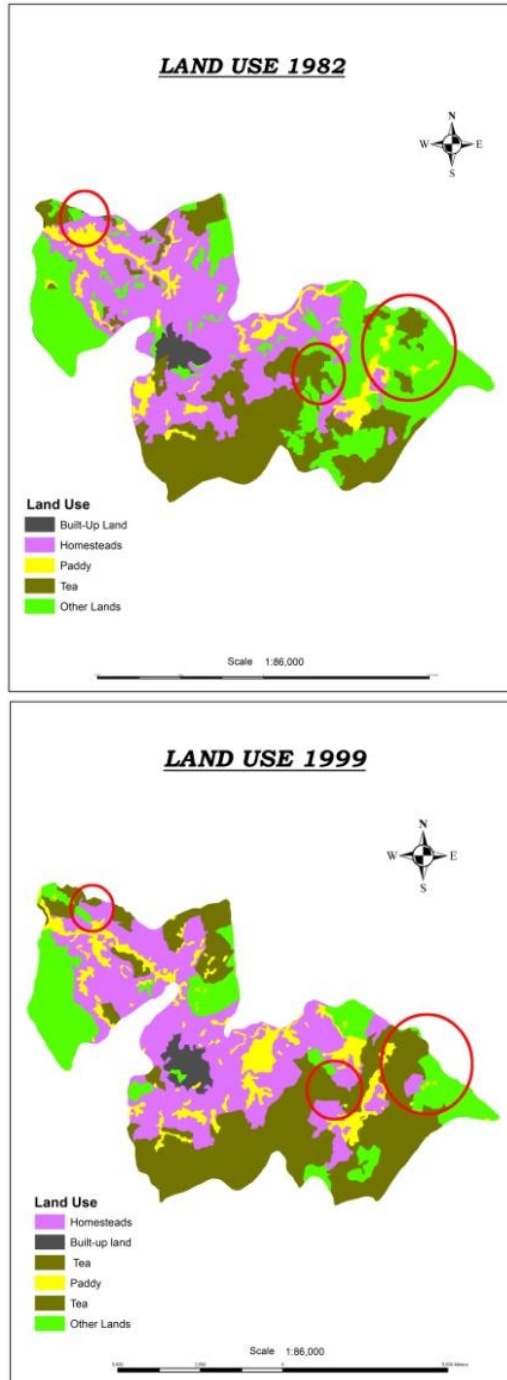 LAND USE 1982
N
W E
S
Land Use
Built-Up Land
Homesteads
Paddy
Tea
Other Lands
Scale 1:86,000
LAND USE 1999
N
W E
S
Land Use
Homesteads
Built-up land
Tea
Paddy
Tea
Other Lands
Scale 1:86,000